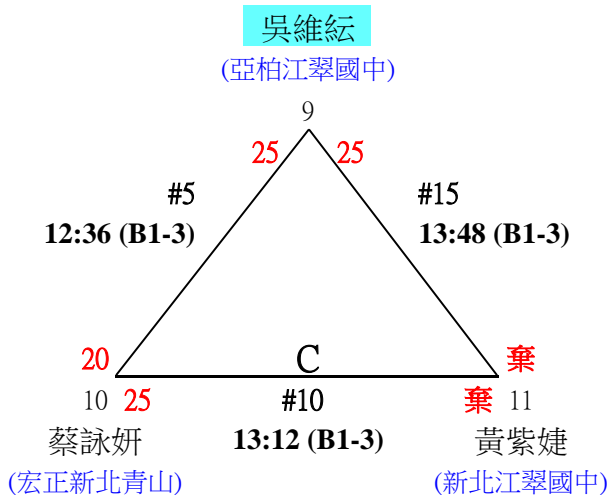 吳維紜
(亞柏江翠國中)
9
25 25
#5 #15
12:36 (B1-3) 13:48 (B1-3)
20 C 棄
10 25 #10 棄 11
蔡詠妍 13:12 (B1-3) 黃紫婕
(宏正新北青山) (新北江翠國中)